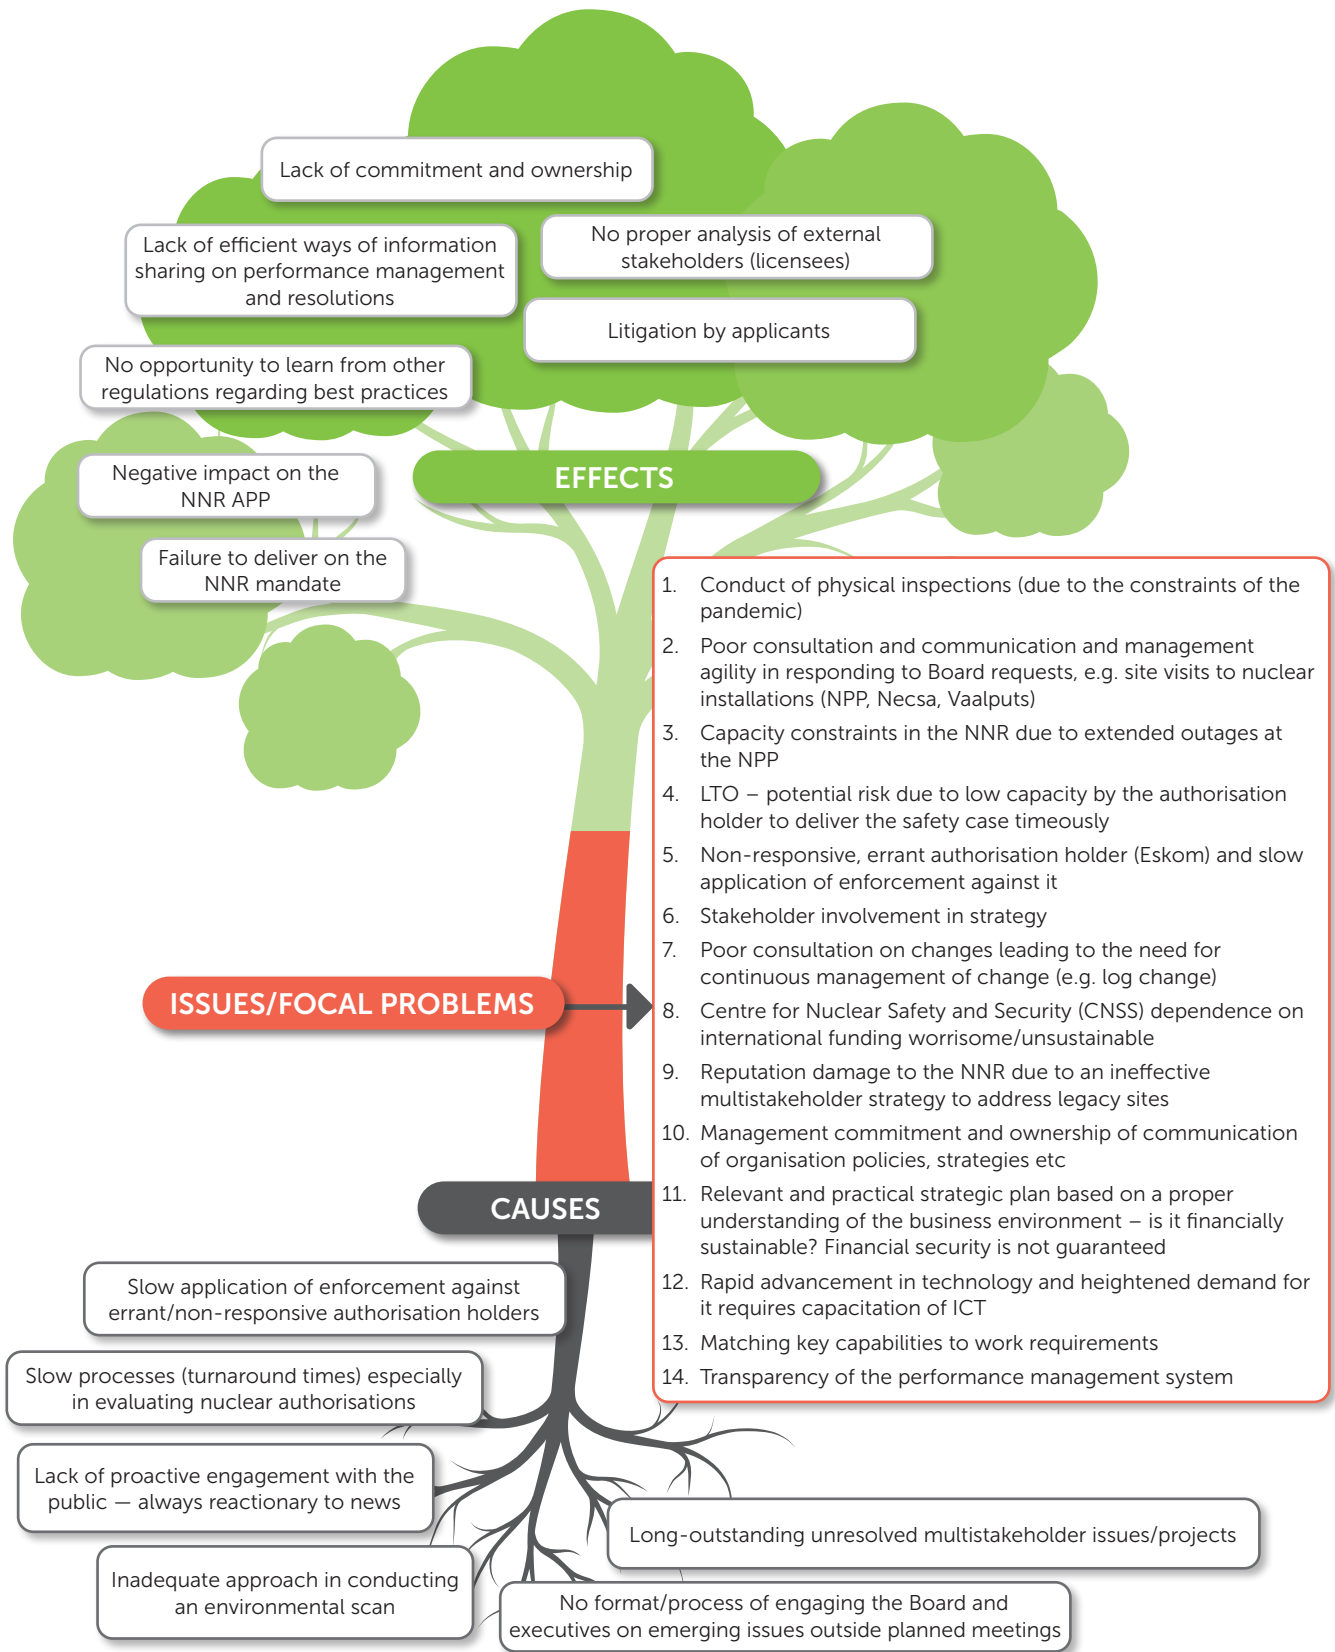 Lack of commitment and ownership
Lack of efficient ways of information
sharing on performance management
and resolutions
No proper analysis of external
stakeholders (licensees)
Litigation by applicants
No opportunity to learn from other
regulations regarding best practices
Negative impact on the
NNR APP
EFFECTS
Failure to deliver on the
NNR mandate
1. Conduct of physical inspections (due to the constraints of the
pandemic)
2. Poor consultation and communication and management
agility in responding to Board requests, e.g. site visits to nuclear
installations (NPP, Necsa, Vaalputs)
3. Capacity constraints in the NNR due to extended outages at
the NPP
4. LTO – potential risk due to low capacity by the authorisation
holder to deliver the safety case timeously
5. Non-responsive, errant authorisation holder (Eskom) and slow
application of enforcement against it
6. Stakeholder involvement in strategy
7. Poor consultation on changes leading to the need for
continuous management of change (e.g. log change)
8. Centre for Nuclear Safety and Security (CNSS) dependence on
international funding worrisome/unsustainable
9. Reputation damage to the NNR due to an ineffective
multistakeholder strategy to address legacy sites
10. Management commitment and ownership of communication
of organisation policies, strategies etc
11. Relevant and practical strategic plan based on a proper
understanding of the business environment – is it financially
sustainable? Financial security is not guaranteed
12. Rapid advancement in technology and heightened demand for
it requires capacitation of ICT
13. Matching key capabilities to work requirements
14. Transparency of the performance management system
ISSUES/FOCAL PROBLEMS
CAUSES
Slow application of enforcement against
errant/non-responsive authorisation holders
Slow processes (turnaround times) especially
in evaluating nuclear authorisations
Lack of proactive engagement with the
public — always reactionary to news
Long-outstanding unresolved multistakeholder issues/projects
Inadequate approach in conducting
an environmental scan
No format/process of engaging the Board and
executives on emerging issues outside planned meetings